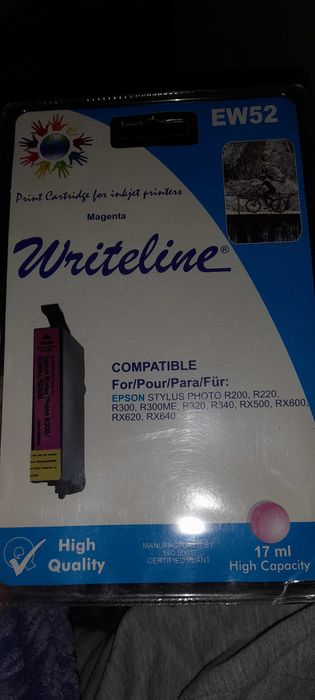 EW52
Print Cartridge for inkjet printers
Magenta
Writeline®
COMPATIBLE
For/Pour/Para/Für:
EPSON STYLUS PHOTO R200, R220,
R300, R300ME, R320, R340, RX500, RX600,
RX620, RX640
High
Quality
MANUFACTURED BY
ISO 9001
CERTIFIED PLANT
17 ml
High Capacity